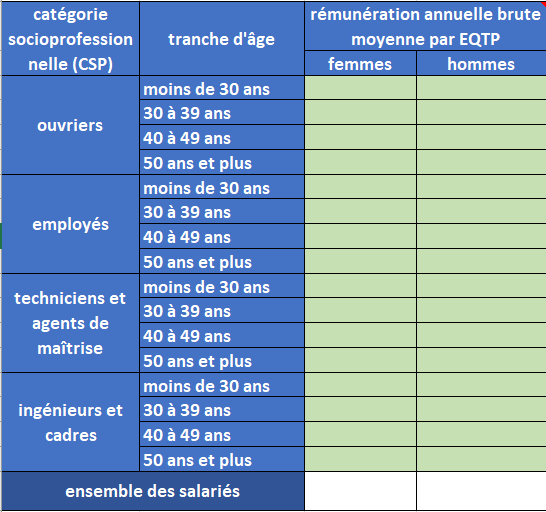 catégorie
socioprofession
nelle (CSP)
tranche d'âge
rémunération annuelle brute
moyenne par EQTP
femmes
hommes
ouvriers
moins de 30 ans
30 à 39 ans
40 à 49 ans
50 ans et plus
employés
moins de 30 ans
30 à 39 ans
40 à 49 ans
50 ans et plus
techniciens et
agents de
maîtrise
moins de 30 ans
30 à 39 ans
40 à 49 ans
50 ans et plus
ingénieurs et
cadres
moins de 30 ans
30 à 39 ans
40 à 49 ans
50 ans et plus
ensemble des salariés